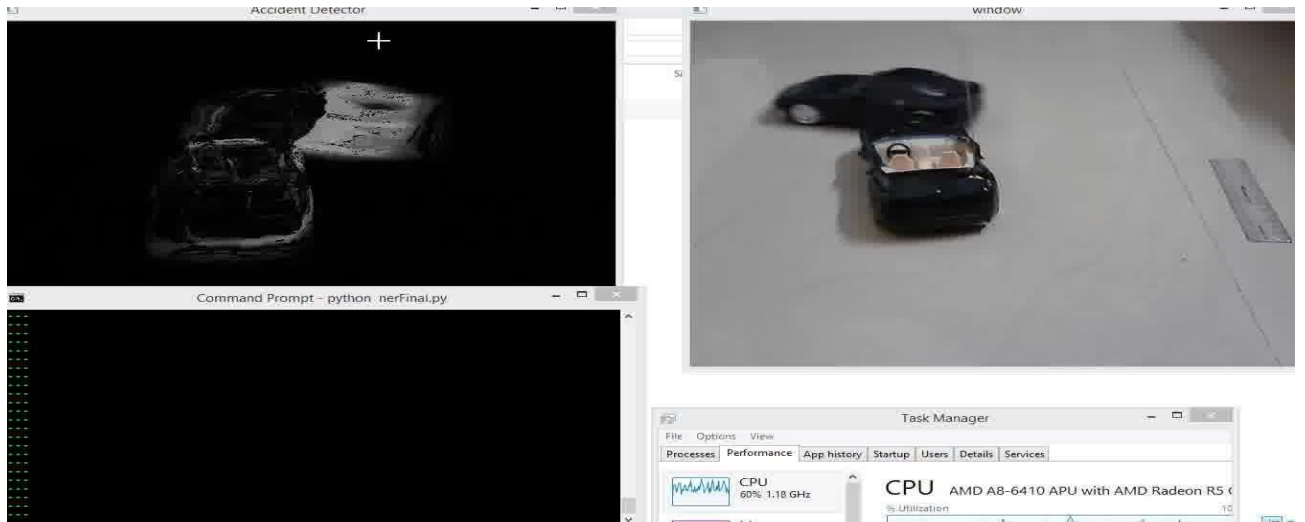 Accident Detector
window
Command Prompt - python nerFinal.py
Task Manager
File Options View
Processes Performance App history Startup Users Details Services
CPU
60% 1.18 GHz
CPU AMD A8-6410 APU with AMD Radeon R5
% Utilization